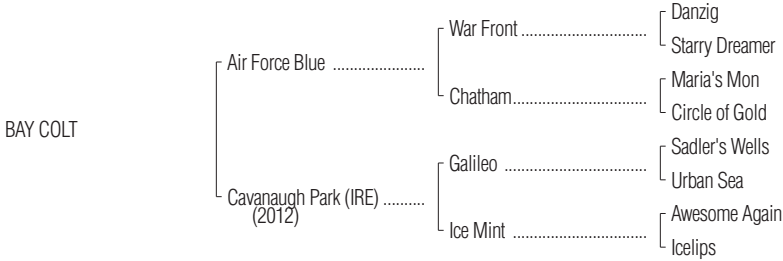 Danzig
War Front ..............................
Starry Dreamer
Air Force Blue ......................
Maria's Mon
Chatham................................
Circle of Gold
BAY COLT
Sadler's Wells
Galileo ..................................
Urban Sea
Cavanaugh Park (IRE) ..........
(2012)
Awesome Again
Ice Mint ................................
Icelips